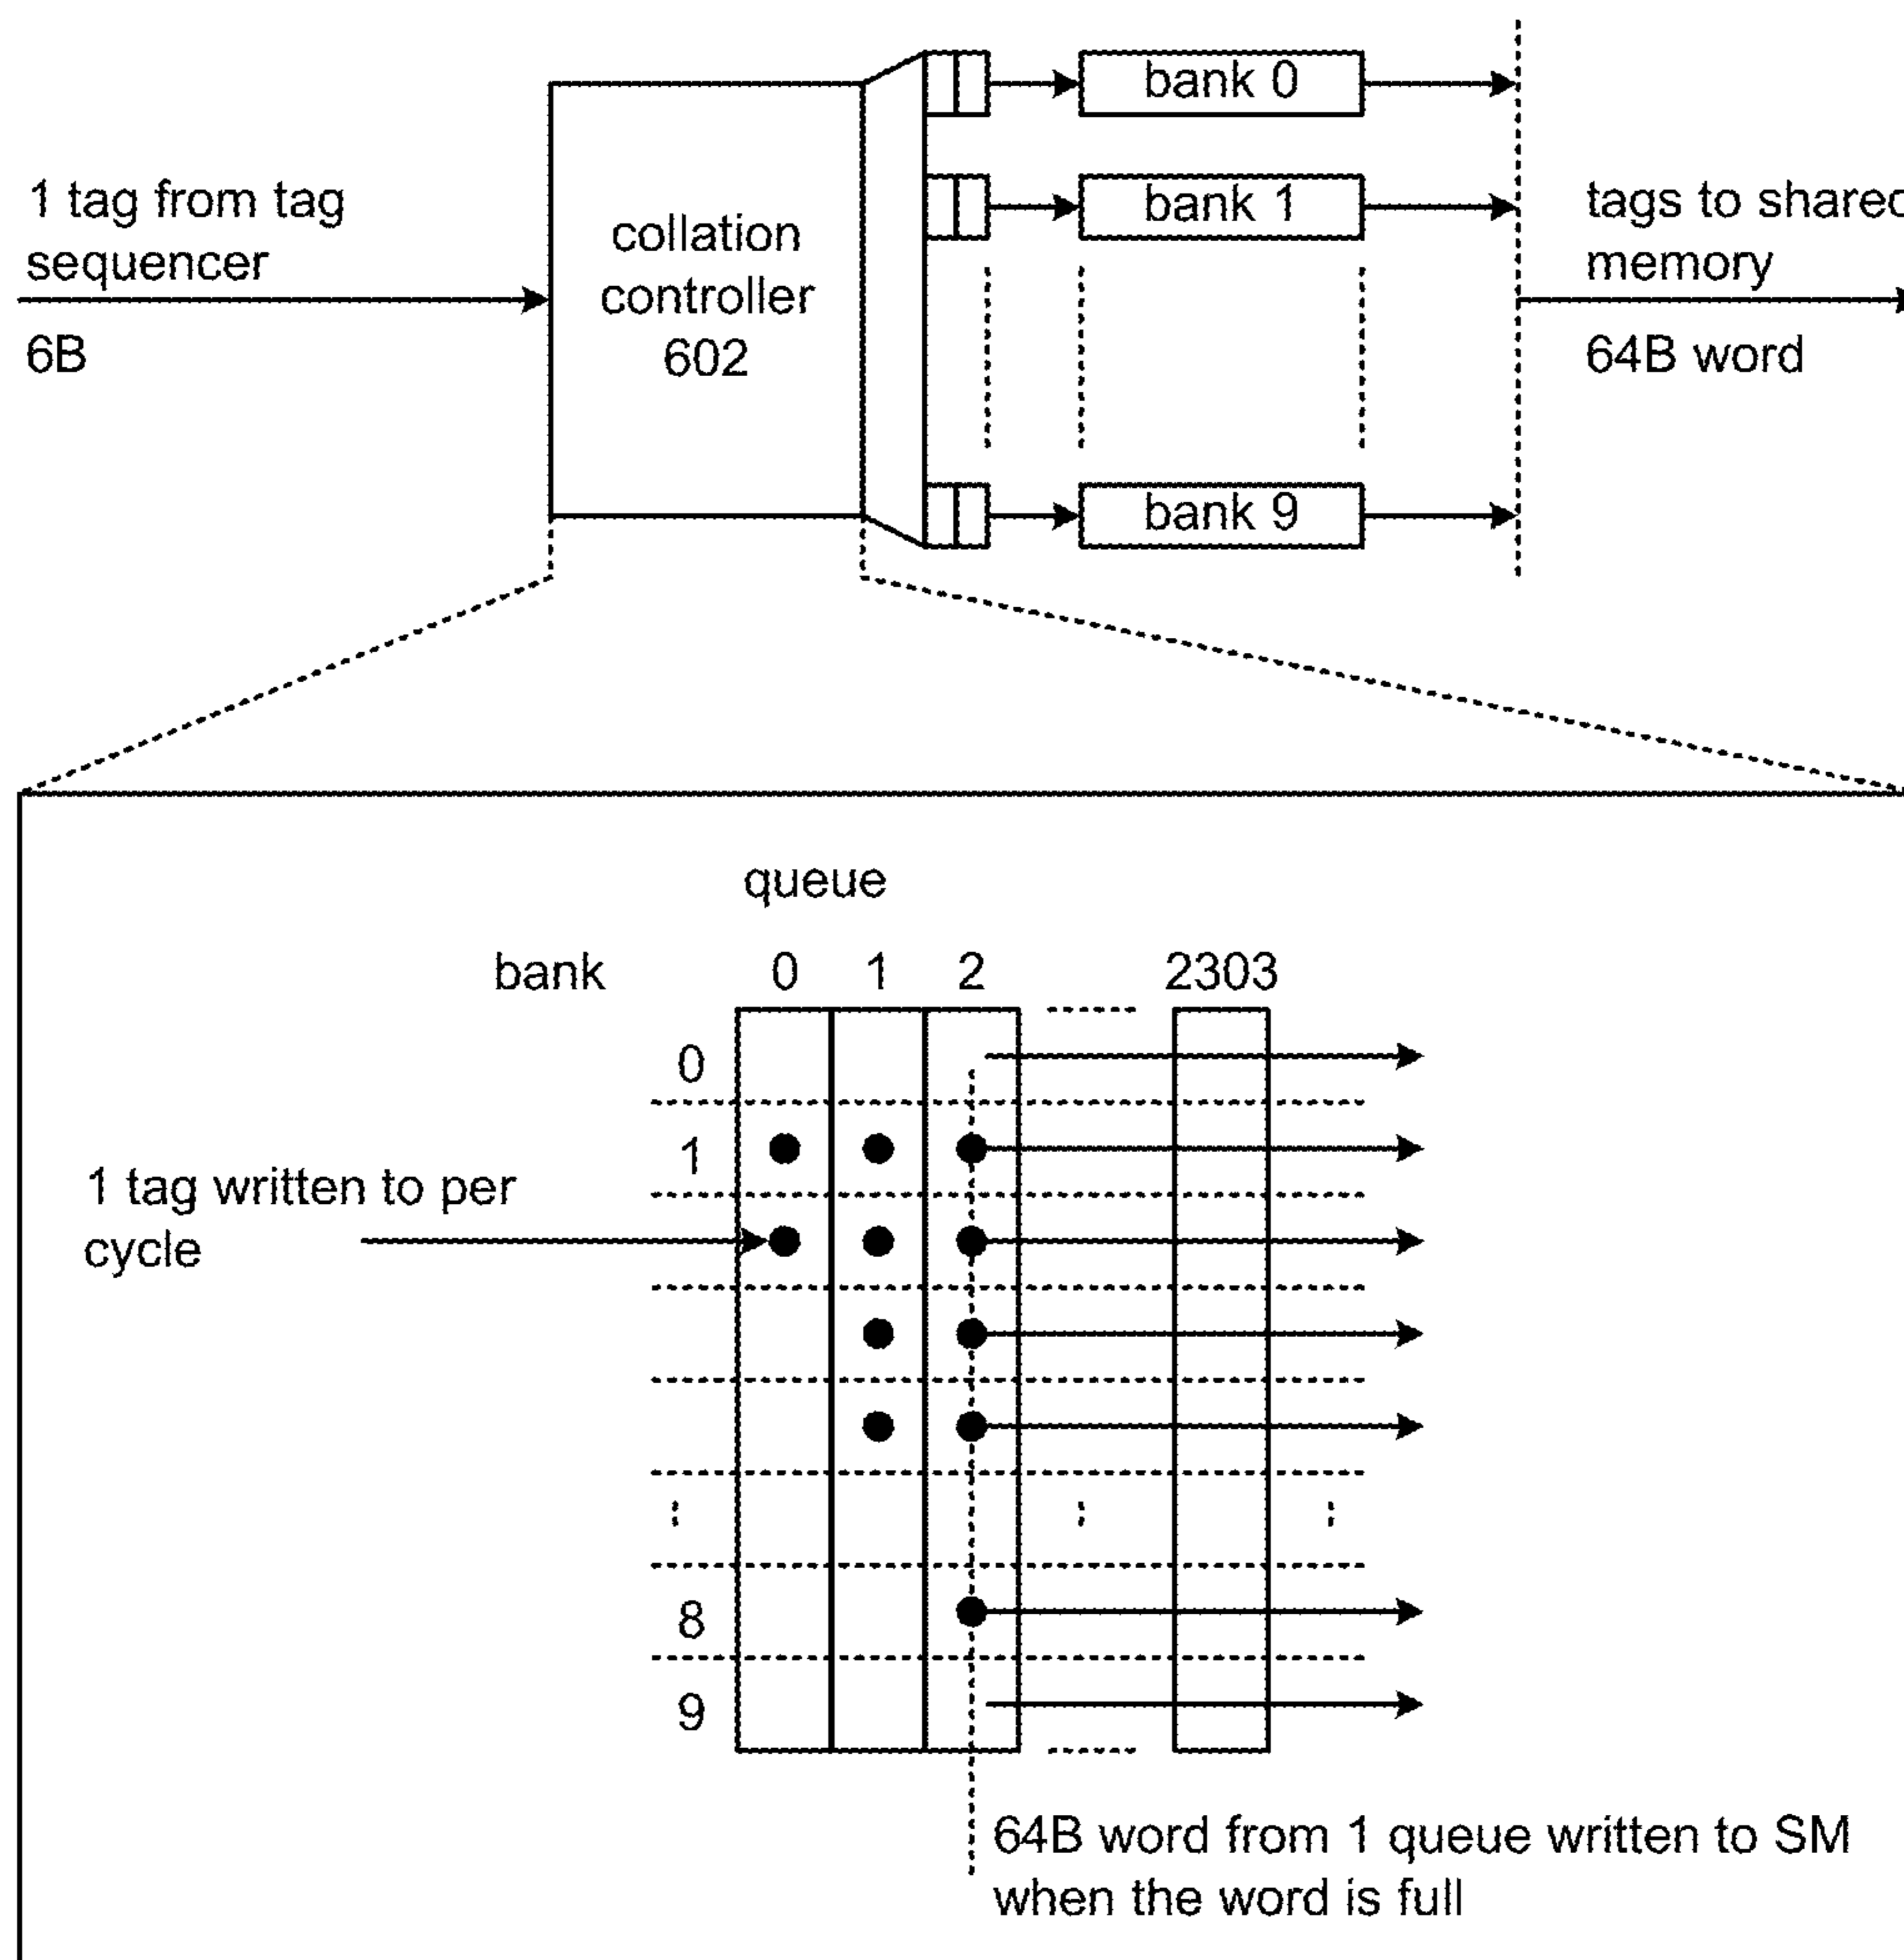 bank 0
1 tag from tag
sequencer
6B
collation
controller
602
bank 1
tags to shared
memory
64B word
bank 9
queue
bank 0 1 2 2303
0
1
1 tag written to per
cycle
8
9
64B word from 1 queue written to SM
when the word is full